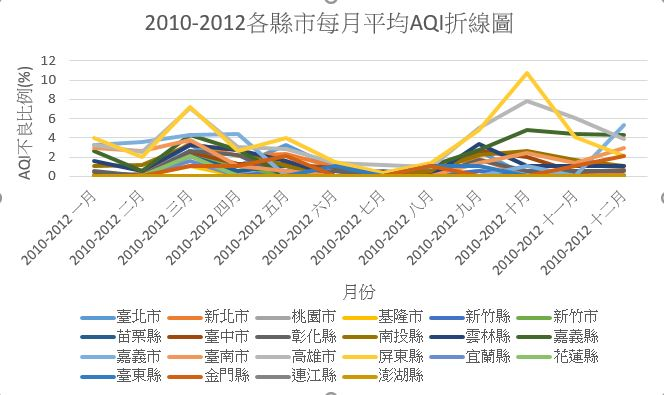 2010-2012各縣市每月平均AQI折線圖
AQI不良比例(%)
12
10
8
6
4
2
0
2010-2012 一月
2010-2012 二月
2010-2012 三月
2010-2012 四月
2010-2012 五月
2010-2012 六月
2010-2012 七月
2010-2012 八月
2010-2012 九月
2010-2012 十月
2010-2012 十一月
2010-2012 十二月
月份
臺北市 新北市 桃園市 基隆市 新竹縣 新竹市
苗栗縣 臺中市 彰化縣 南投縣 雲林縣 嘉義縣
嘉義市 臺南市 高雄市 屏東縣 宜蘭縣 花蓮縣
臺東縣 金門縣 連江縣 澎湖縣